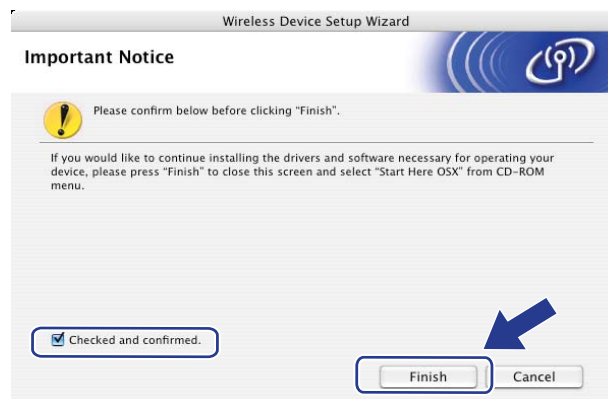 Wireless Device Setup Wizard
Important Notice
Please confirm below before clicking “Finish”.
If you would like to continue installing the drivers and software necessary for operating your
device, please press “Finish” to close this screen and select “Start Here OSX” from CD-ROM
menu.
Checked and confirmed.
Finish
Cancel